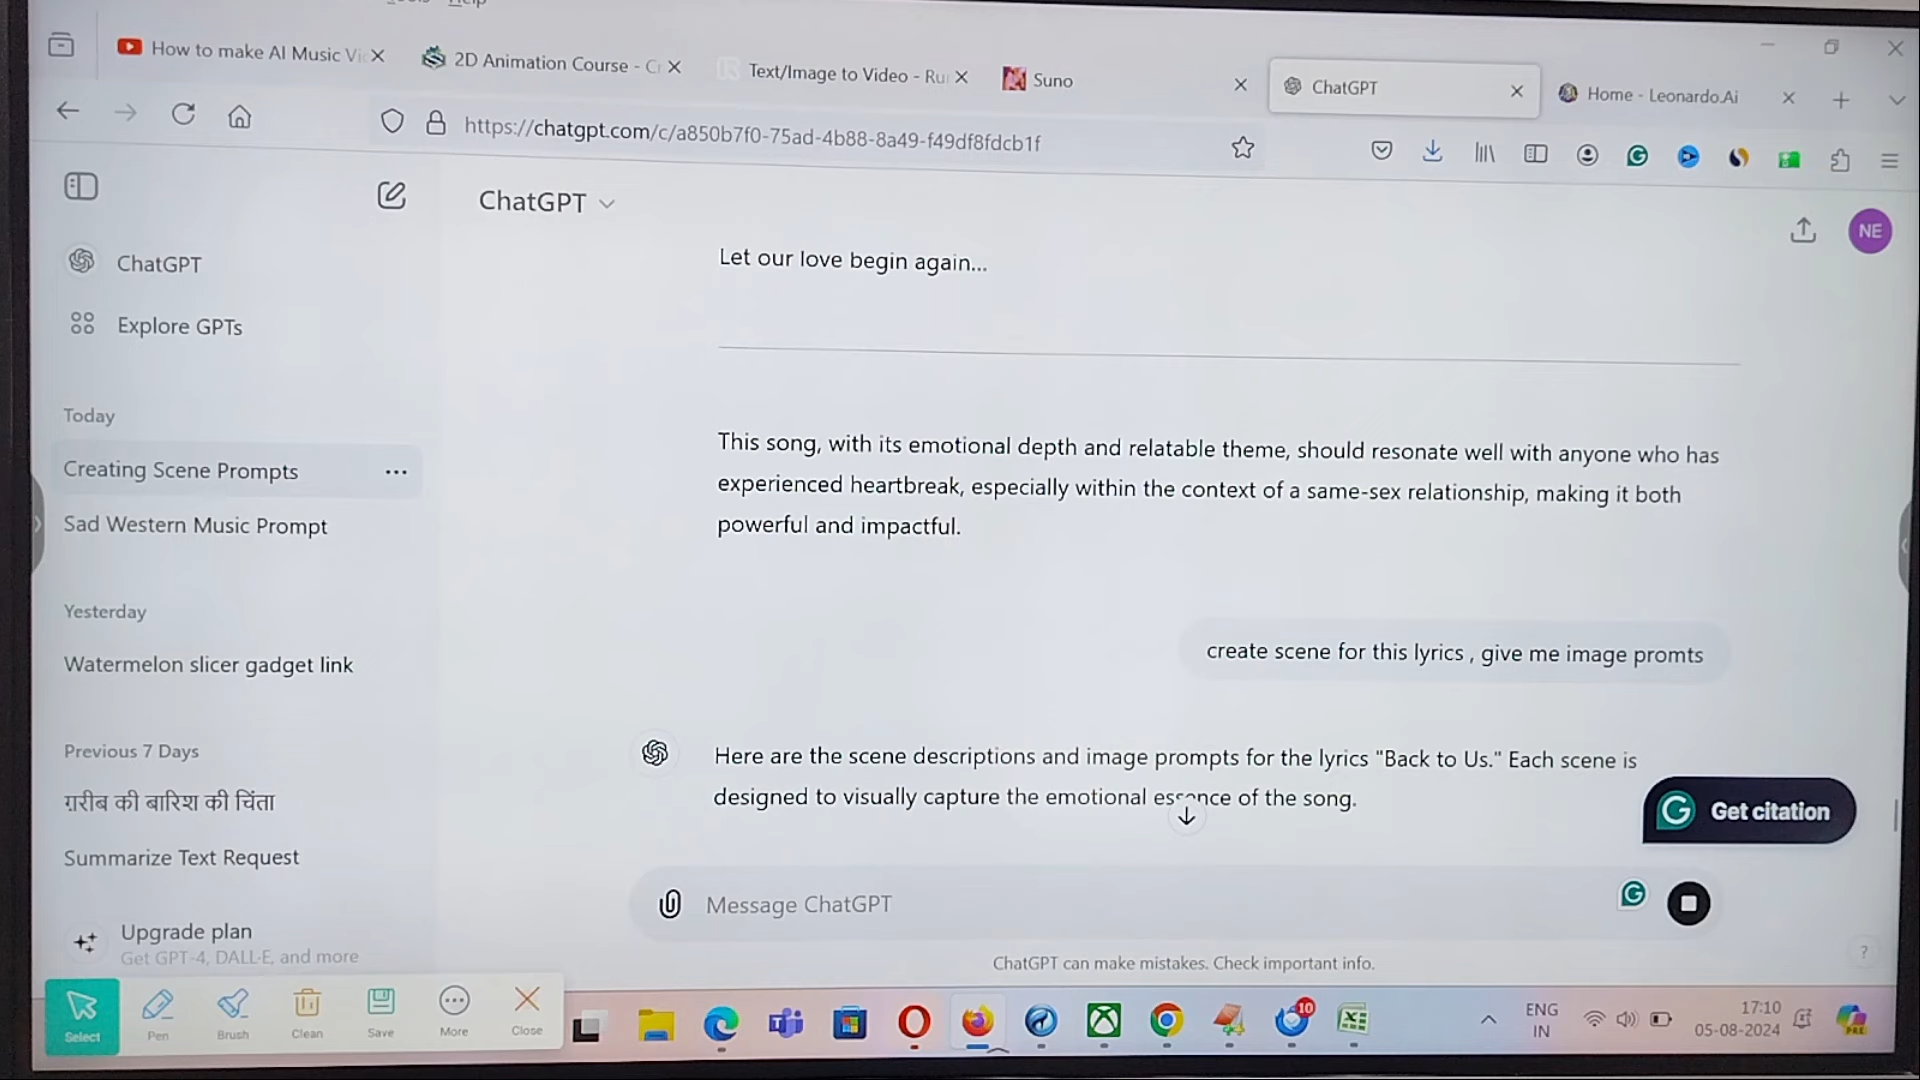 Help
How to make AI Music Vi
2D Animation Course - Cr
Text/Image to Video - Ru
Suno
ChatGPT
Home - Leonardo.Ai
https://chatgpt.com/c/a850b7f0-75ad-4b88-8a49-f49df8fdcb1f
ChatGPT
NE
ChatGPT
Explore GPTs
Today
Creating Scene Prompts
Sad Western Music Prompt
Yesterday
Watermelon slicer gadget link
Previous 7 Days
ग़रीब की बारिश की चिंता
Summarize Text Request
Upgrade plan
Get GPT-4, DALL·E, and more
Let our love begin again...
This song, with its emotional depth and relatable theme, should resonate well with anyone who has
experienced heartbreak, especially within the context of a same-sex relationship, making it both
powerful and impactful.
create scene for this lyrics , give me image promts
Here are the scene descriptions and image prompts for the lyrics "Back to Us." Each scene is
designed to visually capture the emotional essence of the song.
Get citation
Message ChatGPT
ChatGPT can make mistakes. Check important info.
?
Select
Pen
Brush
Clean
Save
More
Close
10
ENG
IN
17:10
05-08-2024
PRE